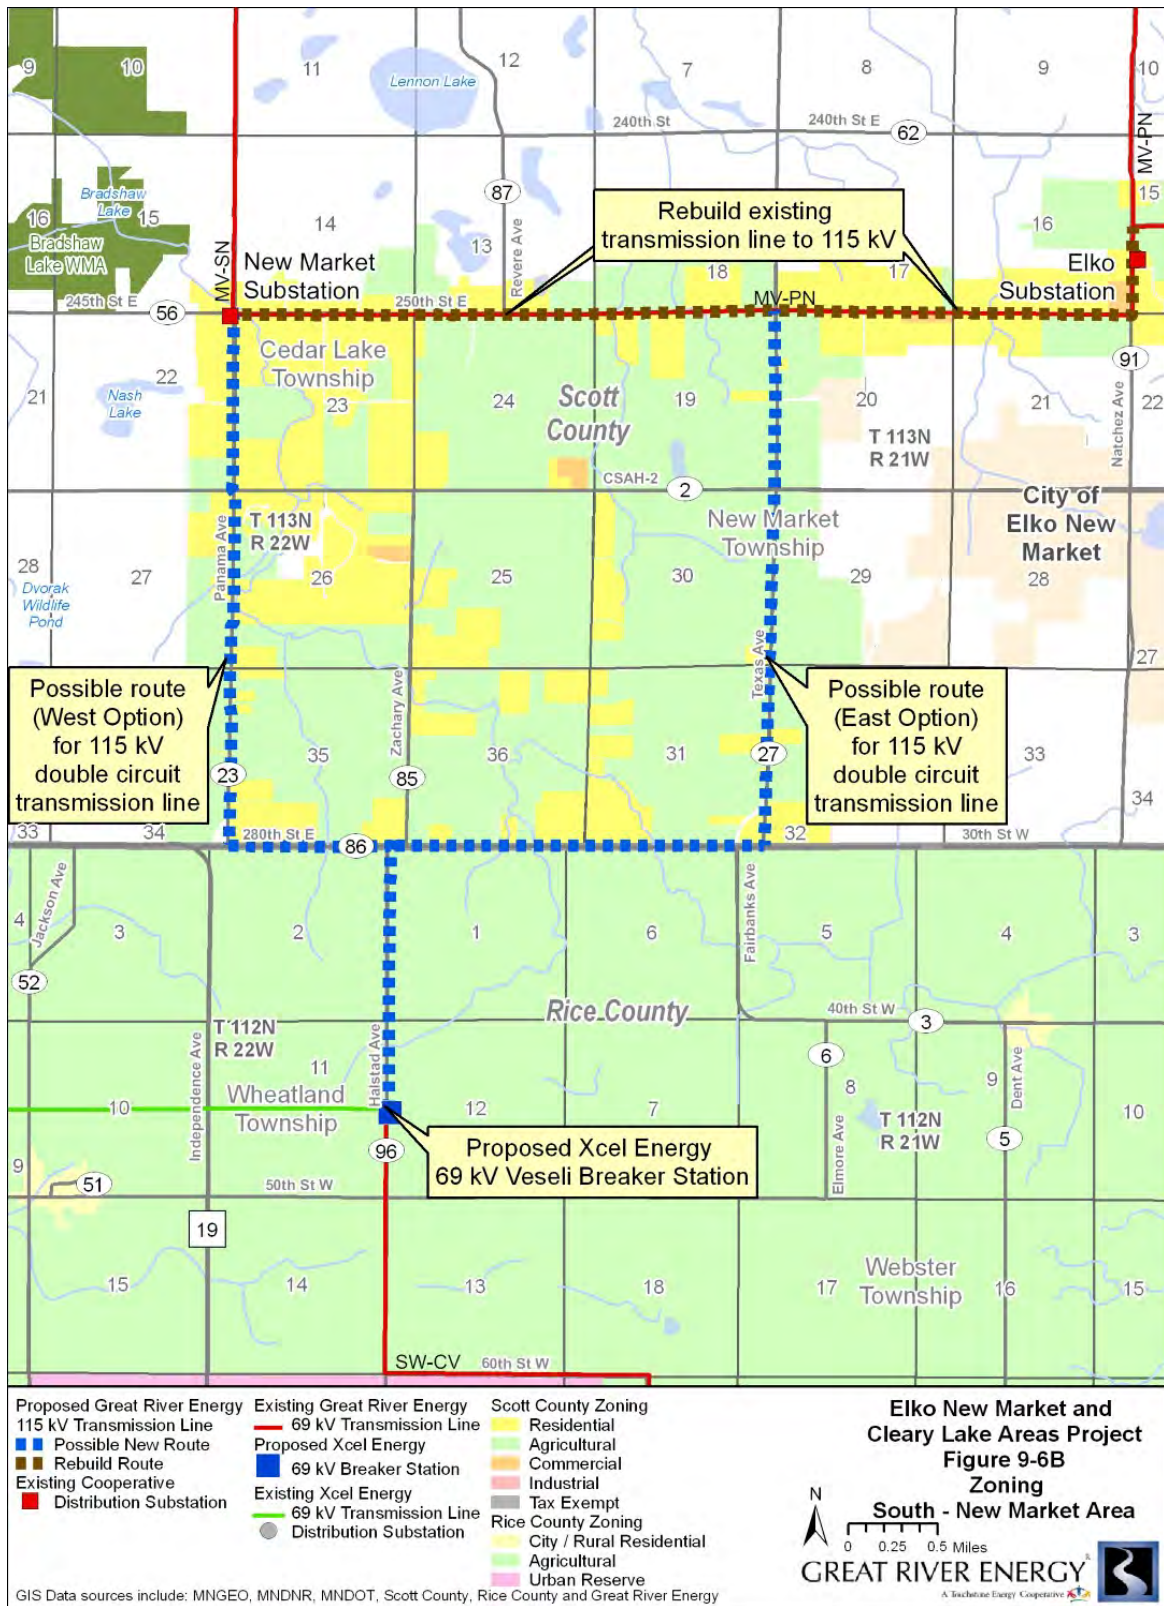 9
10
11
12
7
8
9
10
Lennon Lake
240th St
240th St E
62
MV-PN
87
Bradshaw
Lake
16
15
Bradshaw
Lake WMA
14
13
Revere Ave
Rebuild existing
transmission line to 115 kV
18
17
16
15
MV-SN
New Market
Substation
Elko
Substation
245th St E
56
250th St E
MV-PN
91
Cedar Lake
Township
21
22
Nash
Lake
23
24
Scott
County
19
20
T 113N
R 21W
21
22
Natchez Ave
CSAH-2
2
City of
Elko New
Market
Panama Ave
T 113N
R 22W
New Market
Township
28
27
26
25
30
29
28
Dvorak
Wildlife
Pond
27
Texas Ave
Zachary Ave
Possible route
(West Option)
for 115 kV
double circuit
transmission line
Possible route
(East Option)
for 115 kV
double circuit
transmission line
23
35
85
36
31
27
33
34
33
34
280th St E
86
32
30th St W
Jackson Ave
4
3
2
1
6
Fairbanks Ave
5
4
3
52
Rice County
40th St W
3
T 112N
R 22W
Independence Ave
11
Halstad Ave
6
8
9
Dent Ave
10
Wheatland
Township
12
7
T 112N
R 21W
10
Elmore Ave
5
96
Proposed Xcel Energy
69 kV Veseli Breaker Station
9
51
50th St W
19
15
14
13
18
17
Webster
Township
16
15
SW-CV
60th St W
Proposed Great River Energy
115 kV Transmission Line
Possible New Route
Rebuild Route
Existing Cooperative
Distribution Substation
Existing Great River Energy
69 kV Transmission Line
Proposed Xcel Energy
69 kV Breaker Station
Existing Xcel Energy
69 kV Transmission Line
Distribution Substation
Scott County Zoning
Residential
Agricultural
Commercial
Industrial
Tax Exempt
Rice County Zoning
City / Rural Residential
Agricultural
Urban Reserve
Elko New Market and
Cleary Lake Areas Project
Figure 9-6B
Zoning
South - New Market Area
N
0 0.25 0.5 Miles
GREAT RIVER ENERGY
A Touchstone Energy Cooperative
GIS Data sources include: MNGEO, MNDNR, MNDOT, Scott County, Rice County and Great River Energy